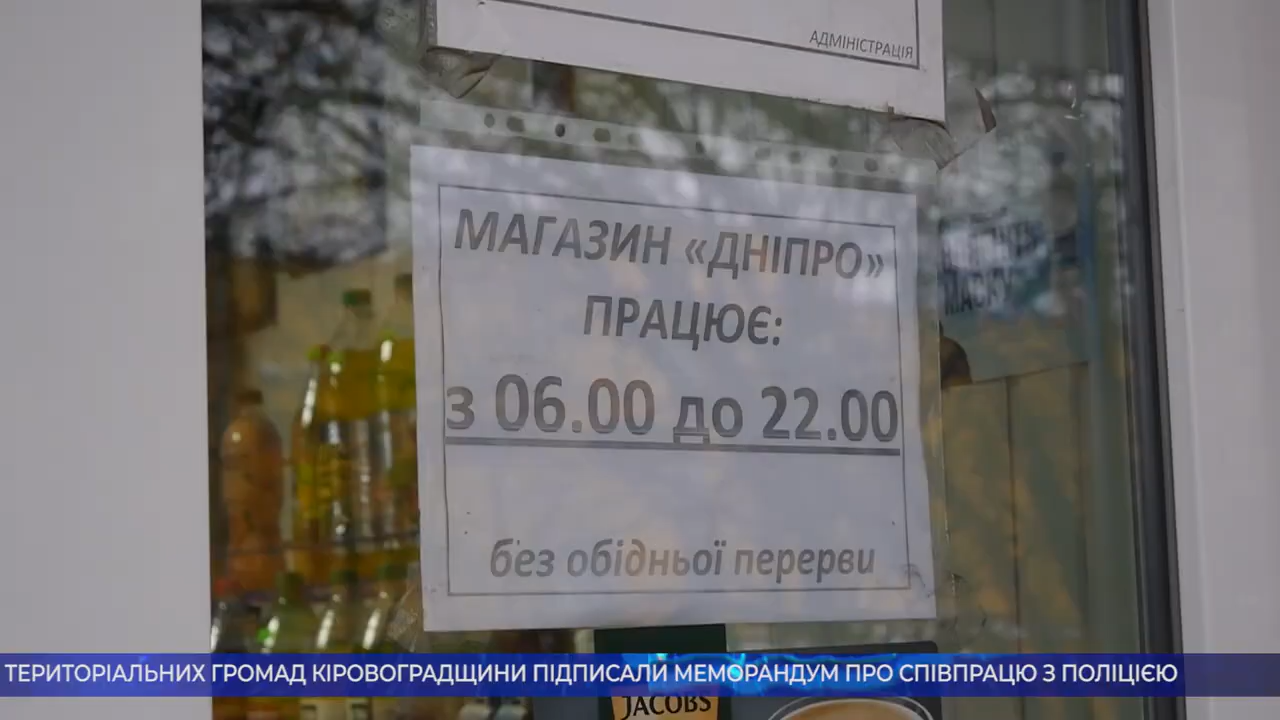 АДМІНІСТРАЦІЯ
МАГАЗИН «ДНІПРО»
ПРАЦЮЄ:
з 06.00 до 22.00
без обідньої перерви
МАСКУ
ТЕРИТОРІАЛЬНИХ ГРОМАД КІРОВОГРАДЩИНИ ПІДПИСАЛИ МЕМОРАНДУМ ПРО СПІВПРАЦЮ З ПОЛІЦІЄЮ
JACOBS